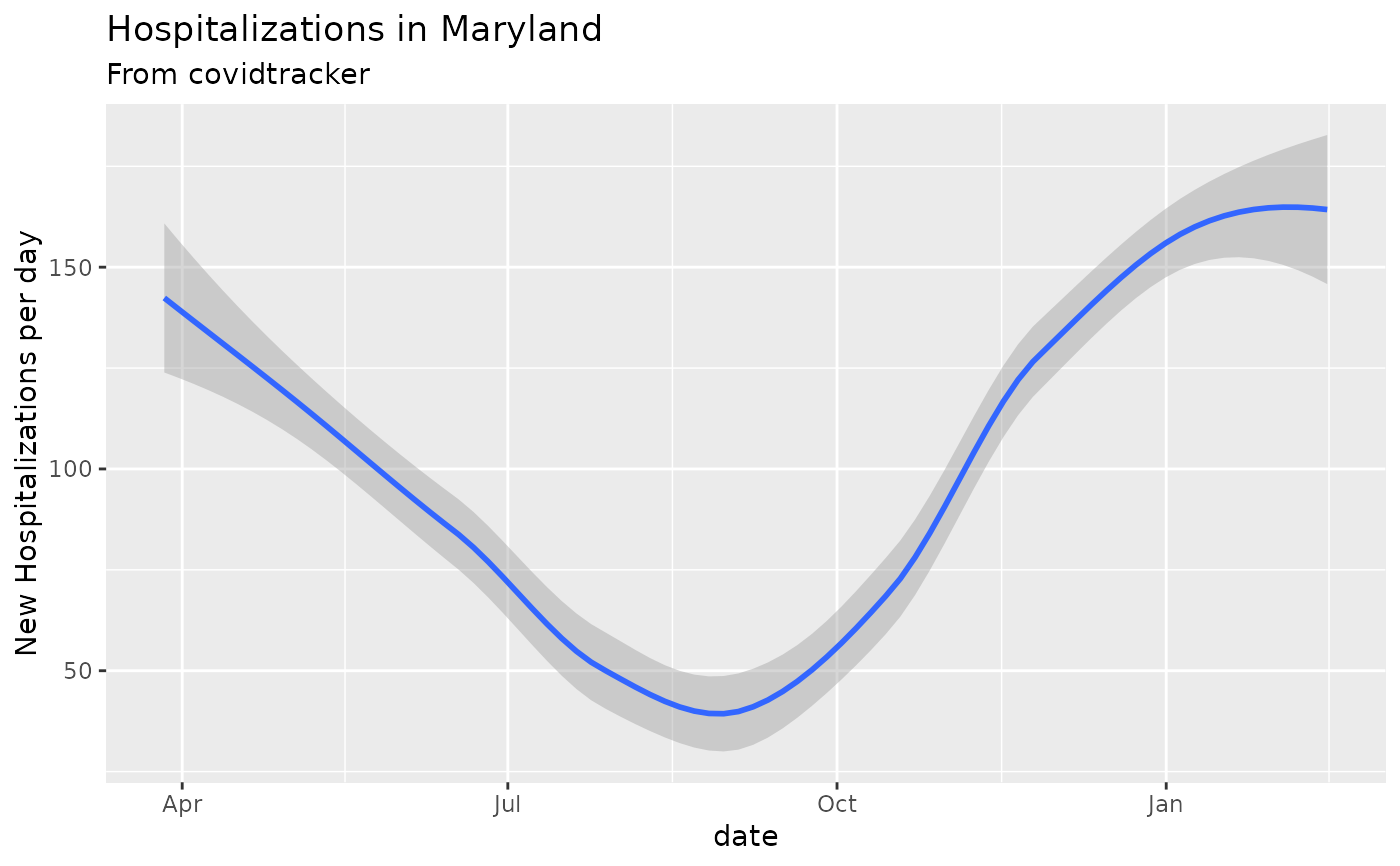 Hospitalizations in Maryland
From covidtracker
New Hospitalizations per day
150
100
50
Apr
Jul
Oct
Jan
date